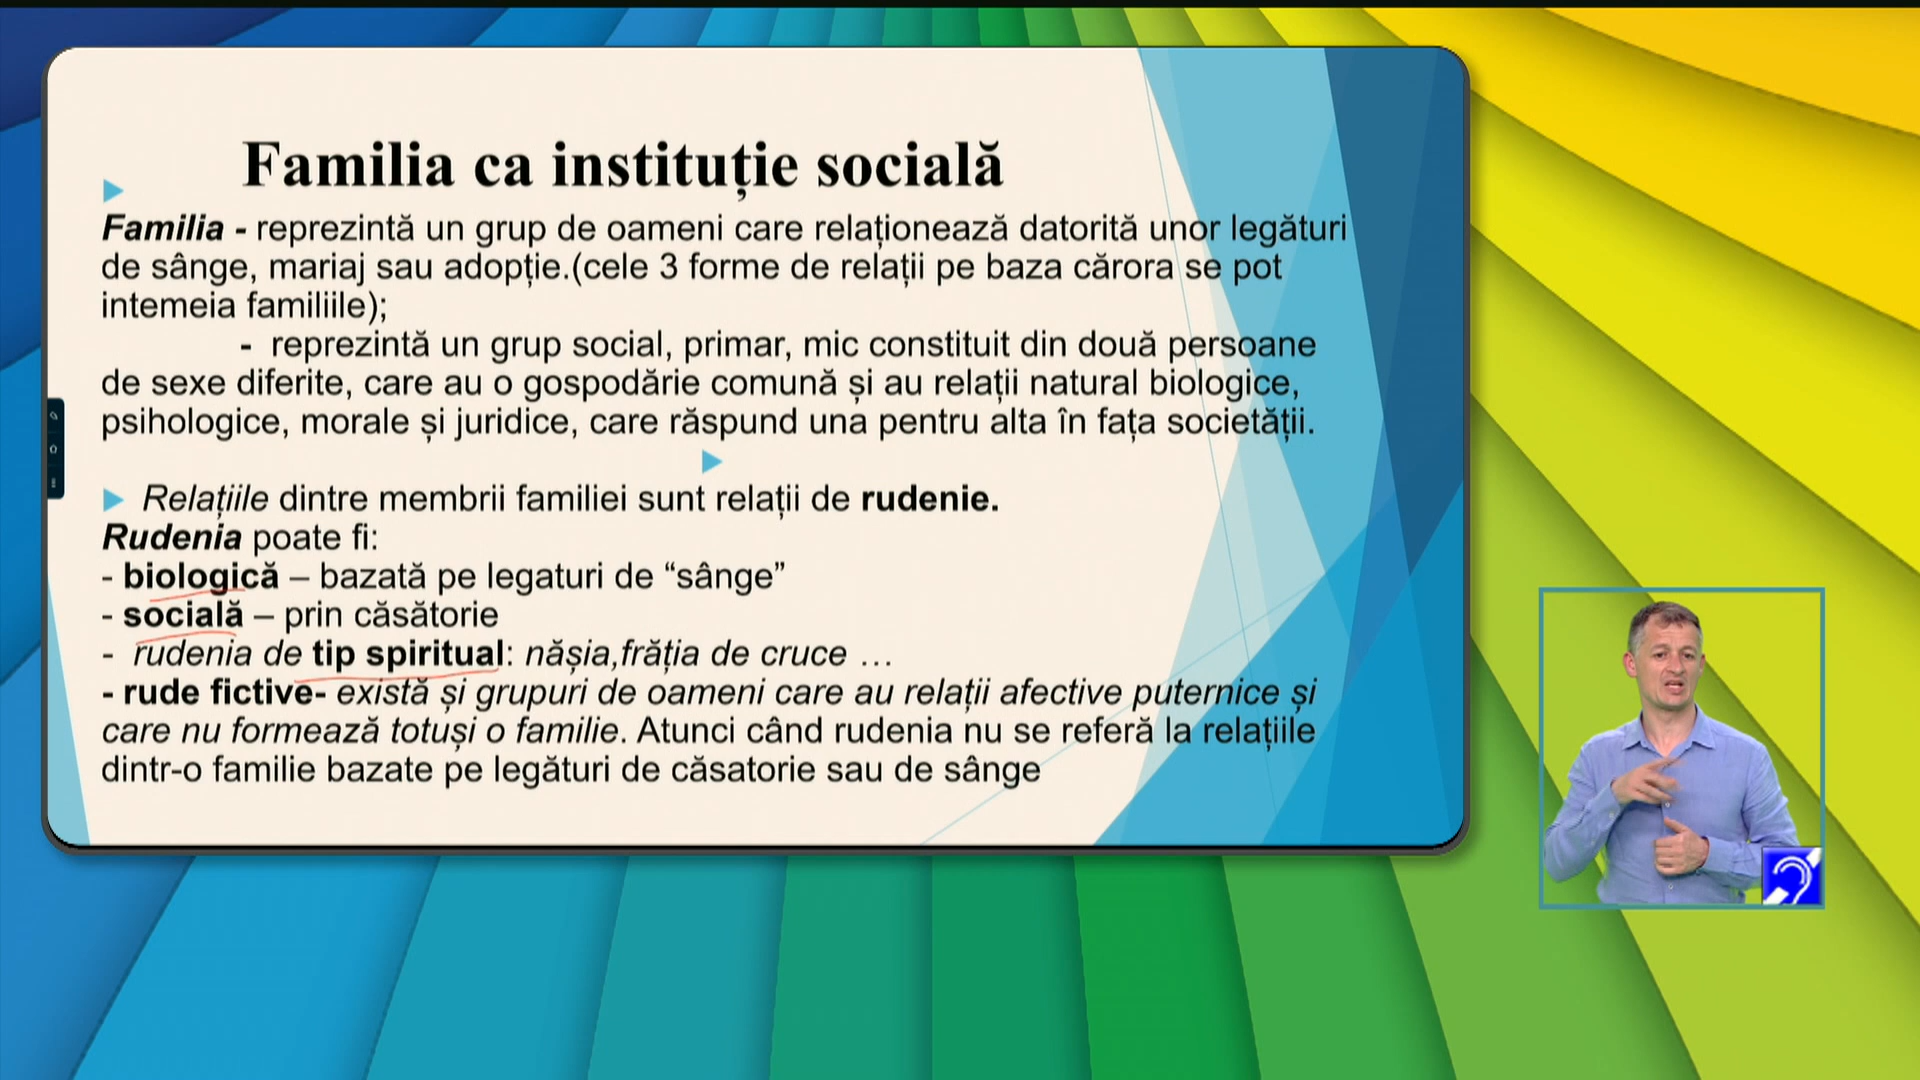 Familia ca instituție socială
Familia - reprezintă un grup de oameni care relaționează datorită unor legături
de sânge, mariaj sau adopție.(cele 3 forme de relații pe baza cărora se pot
intemeia familiile);
- reprezintă un grup social, primar, mic constituit din două persoane
de sexe diferite, care au o gospodărie comună și au relații natural biologice,
psihologice, morale și juridice, care răspund una pentru alta în fața societății.
Relațiile dintre membrii familiei sunt relații de rudenie.
Rudenia poate fi:
- biologică – bazată pe legaturi de “sânge”
- socială – prin căsătorie
- rudenia de tip spiritual: nășia,frăția de cruce …
- rude fictive- există și grupuri de oameni care au relații afective puternice și
care nu formează totuși o familie. Atunci când rudenia nu se referă la relațiile
dintr-o familie bazate pe legături de căsatorie sau de sânge